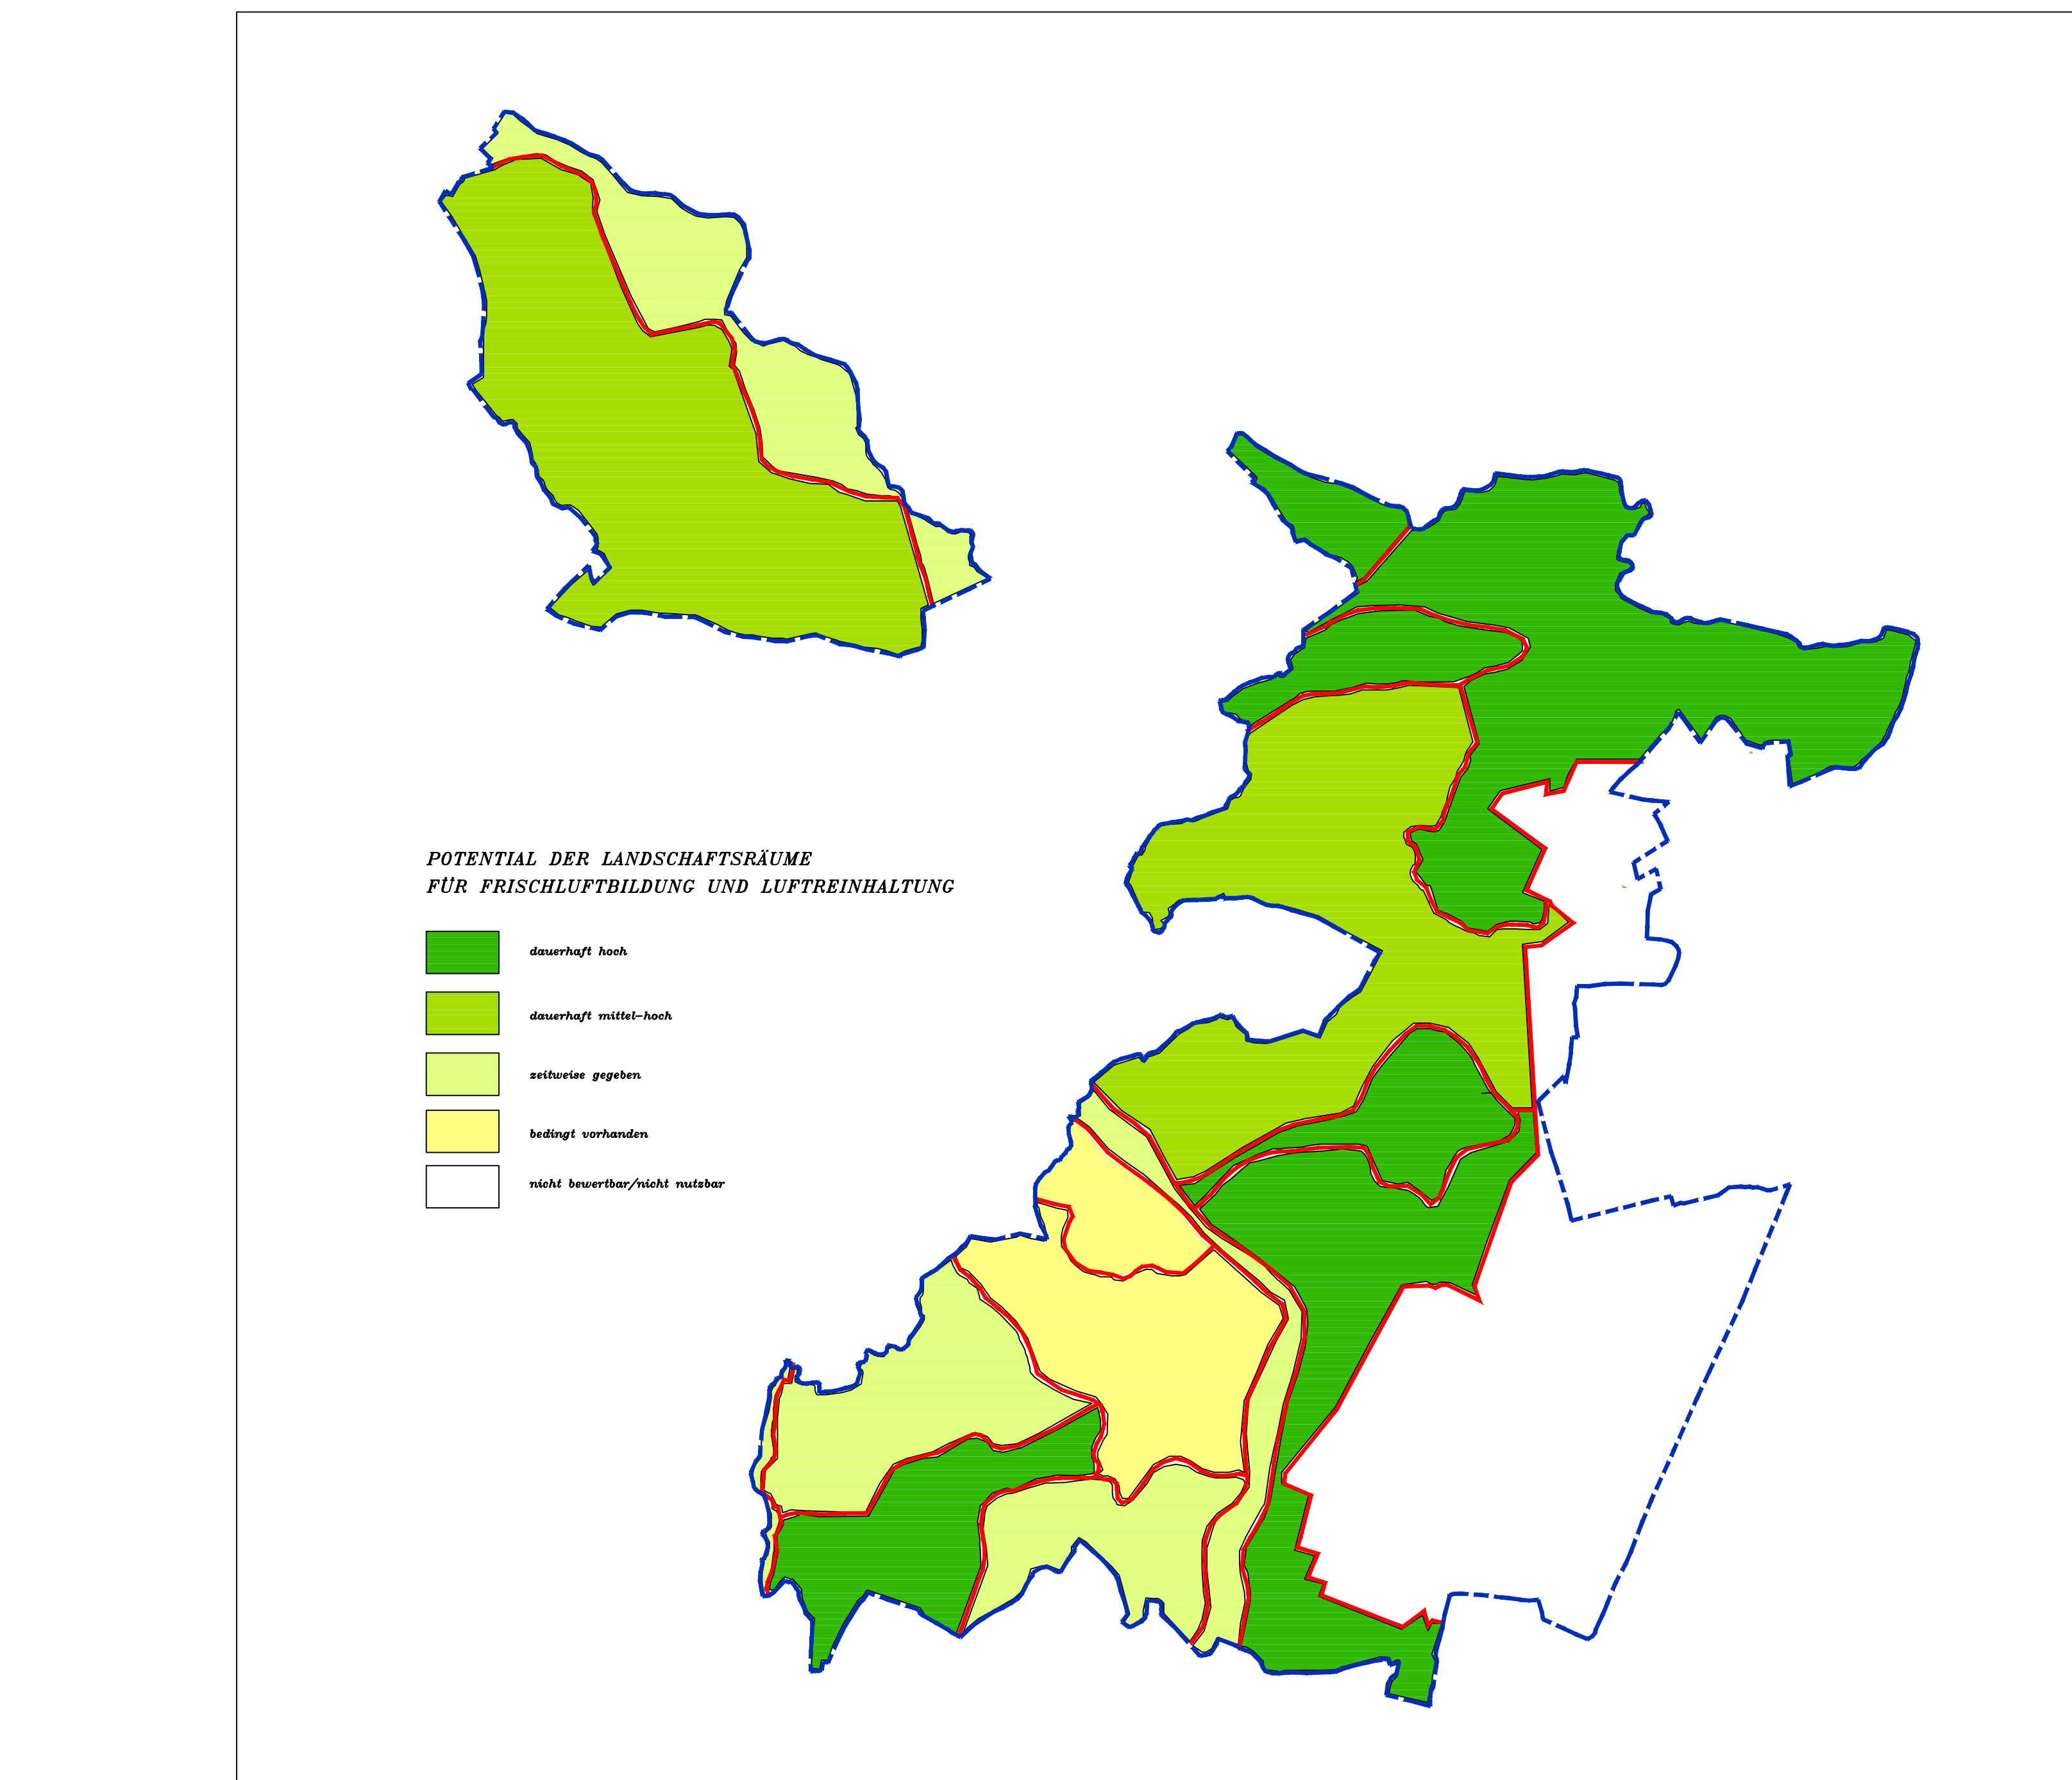 POTENTIAL DER LANDSCHAFTSRÄUME
FÜR FRISCHLUFTBILDUNG UND LUFTREINHALTUNG
dauerhaft hoch
dauerhaft mittel-hoch
zeitweise gegeben
bedingt vorhanden
nicht bewertbar/nicht nutzbar